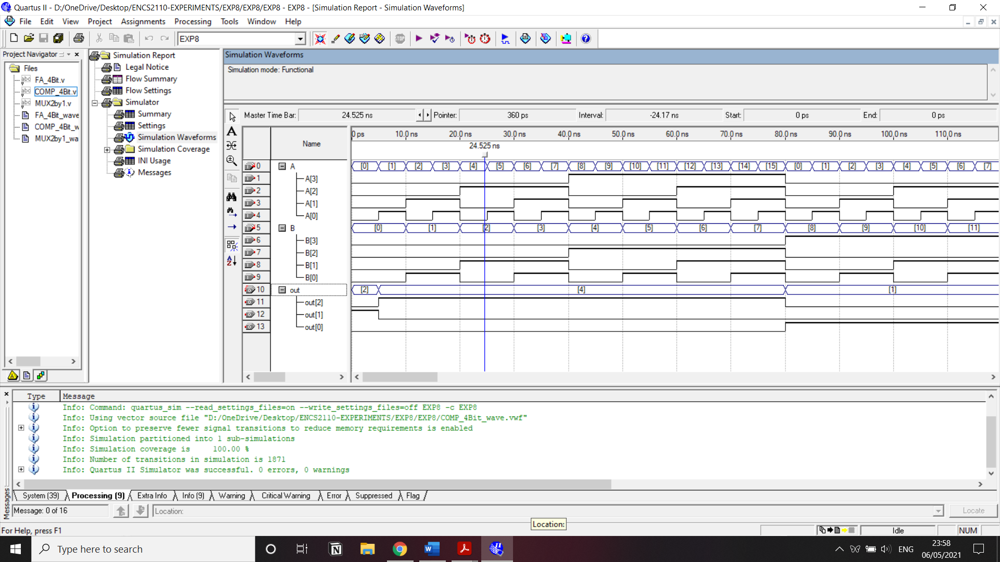 Quartus II - D:/OneDrive/Desktop/ENCS2110-EXPERIMENTS/EXP8/EXP8/EXP8 - EXP8 - [Simulation Report - Simulation Waveforms]
File Edit View Project Assignments Processing Tools Window Help
EXP8
Project Navigator
Files
FA_4Bit.v
COMP_4Bit.v
MUX2by1.v
FA_4Bit_wave
COMP_4Bit_w
MUX2by1_wa
Simulation Report
Legal Notice
Flow Summary
Flow Settings
Simulator
Summary
Settings
Simulation Waveforms
Simulation Coverage
INI Usage
Messages
Simulation Waveforms
Simulation mode: Functional
Master Time Bar: 24.525 ns Pointer: 360 ps Interval: -24.17 ns Start: 0 ps End: 0 ps
Name
0 ps 10.0 ns 20.0 ns 30.0 ns 40.0 ns 50.0 ns 60.0 ns 70.0 ns 80.0 ns 90.0 ns 100.0 ns 110.0 ns
24.525 ns
0 A [0] [1] [2] [3] [4] [5] [6] [7] [8] [9] [10] [11] [12] [13] [14] [15] [0] [1] [2] [3] [4] [5] [6] [7]
1 A[3]
2 A[2]
3 A[1]
4 A[0]
5 B [0] [1] [2] [3] [4] [5] [6] [7] [8] [9] [10] [11]
6 B[3]
7 B[2]
8 B[1]
9 B[0]
10 out [2] [4] [1]
11 out[2]
12 out[1]
13 out[0]
Type Message
Info: Command: quartus_sim --read_settings_files=on --write_settings_files=off EXP8 -c EXP8
Info: Using vector source file "D:/OneDrive/Desktop/ENCS2110-EXPERIMENTS/EXP8/EXP8/COMP_4Bit_wave.vwf"
Info: Option to preserve fewer signal transitions to reduce memory requirements is enabled
Info: Simulation partitioned into 1 sub-simulations
Info: Simulation coverage is 100.00 %
Info: Number of transitions in simulation is 1871
Info: Quartus II Simulator was successful. 0 errors, 0 warnings
System (39) Processing (9) Extra Info Info (9) Warning Critical Warning Error Suppressed Flag
Messages
Message: 0 of 16 Location: Locate
Location:
For Help, press F1 Idle NUM
Type here to search
ENG
23:58
06/05/2021